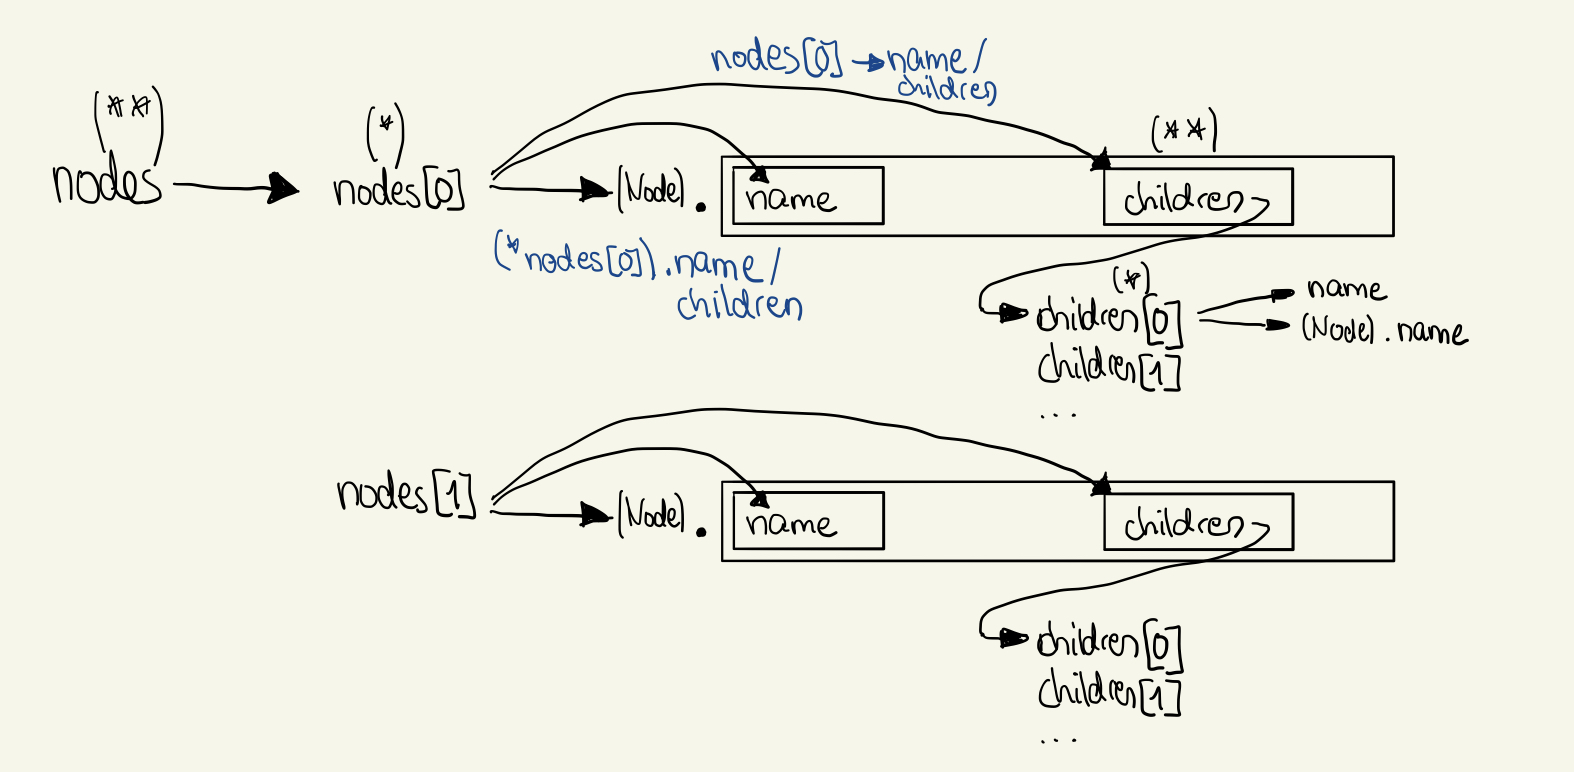 nodes[0] → name /
children
(**)
(*)
(**)
nodes
nodes[0]
(Node).
name
children
(*nodes[0]).name /
children
(*)
children[0]
name
(Node).name
children[1]
...
nodes[1]
(Node).
name
children
children[0]
children[1]
...